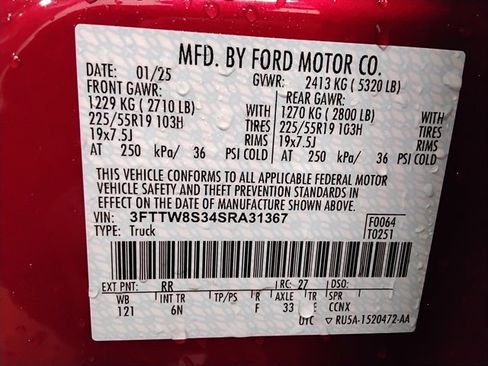 MFD. BY FORD MOTOR CO.
DATE: 01/25 GVWR: 2413 KG ( 5320 LB)
FRONT GAWR: REAR GAWR:
1229 KG ( 2710 LB) 1270 KG ( 2800 LB)
225/55R19 103H WITH TIRES 225/55R19 103H
19x7.5J RIMS 19x7.5J
AT 250 kPa/ 36 PSI COLD AT 250 kPa/ 36 PSI COLD
WITH
TIRES
RIMS
THIS VEHICLE CONFORMS TO ALL APPLICABLE FEDERAL MOTOR
VEHICLE SAFETY AND THEFT PREVENTION STANDARDS IN
EFFECT ON THE DATE OF MANUFACTURE SHOWN ABOVE.
VIN: 3FTTW8S34SRA31367 F0064
TYPE: Truck T0251
EXT PNT: RR RC: 27 DSO:
WB INT TR TP/PS R AXLE TR SPR
121 6N F 33 E CCNX
UTC RU5A-1520472-AA